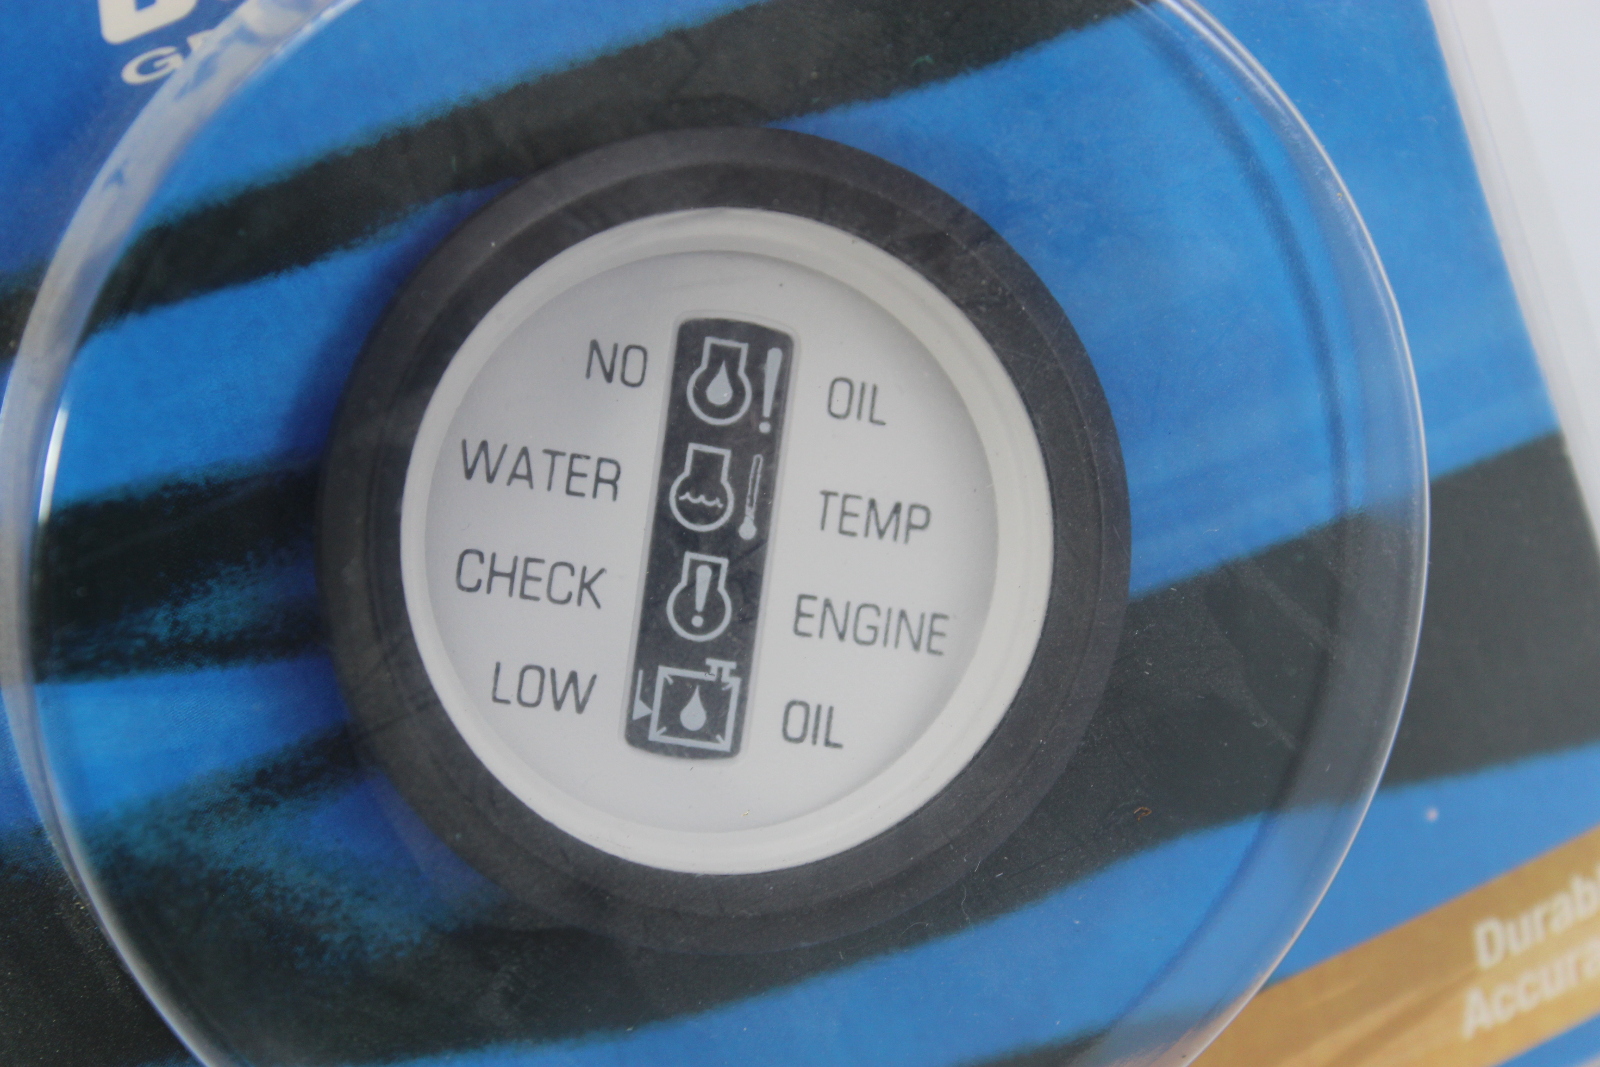 NO OIL
WATER TEMP
CHECK ENGINE
LOW OIL